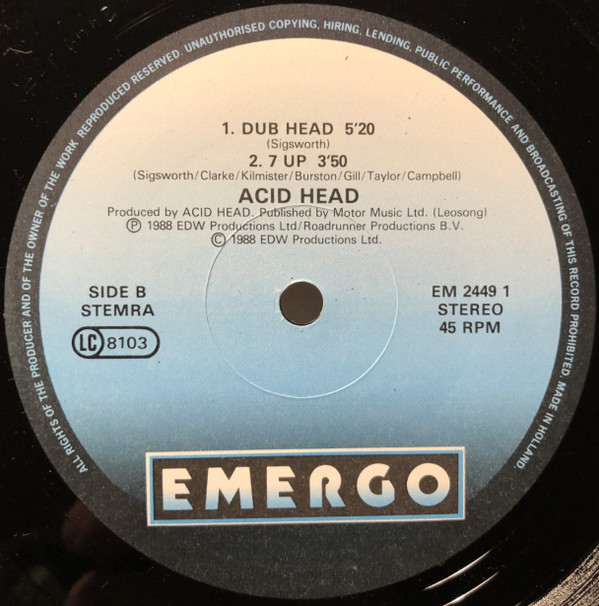 ALL RIGHTS OF THE PRODUCER AND OF THE OWNER OF THE WORK REPRODUCED RESERVED. UNAUTHORISED COPYING, HIRING, LENDING, PUBLIC PERFORMANCE AND BROADCASTING OF THIS RECORD PROHIBITED. MADE IN HOLLAND.
1. DUB HEAD 5'20
(Sigsworth)
2. 7 UP 3'50
(Sigsworth/Clarke/Kilmister/Burston/Gill/Taylor/Campbell)
ACID HEAD
Produced by ACID HEAD. Published by Motor Music Ltd. (Leosong)
℗ 1988 EDW Productions Ltd/Roadrunner Productions B.V.
© 1988 EDW Productions Ltd.
SIDE B
STEMRA
LC 8103
EM 2449 1
STEREO
45 RPM
EMERGO